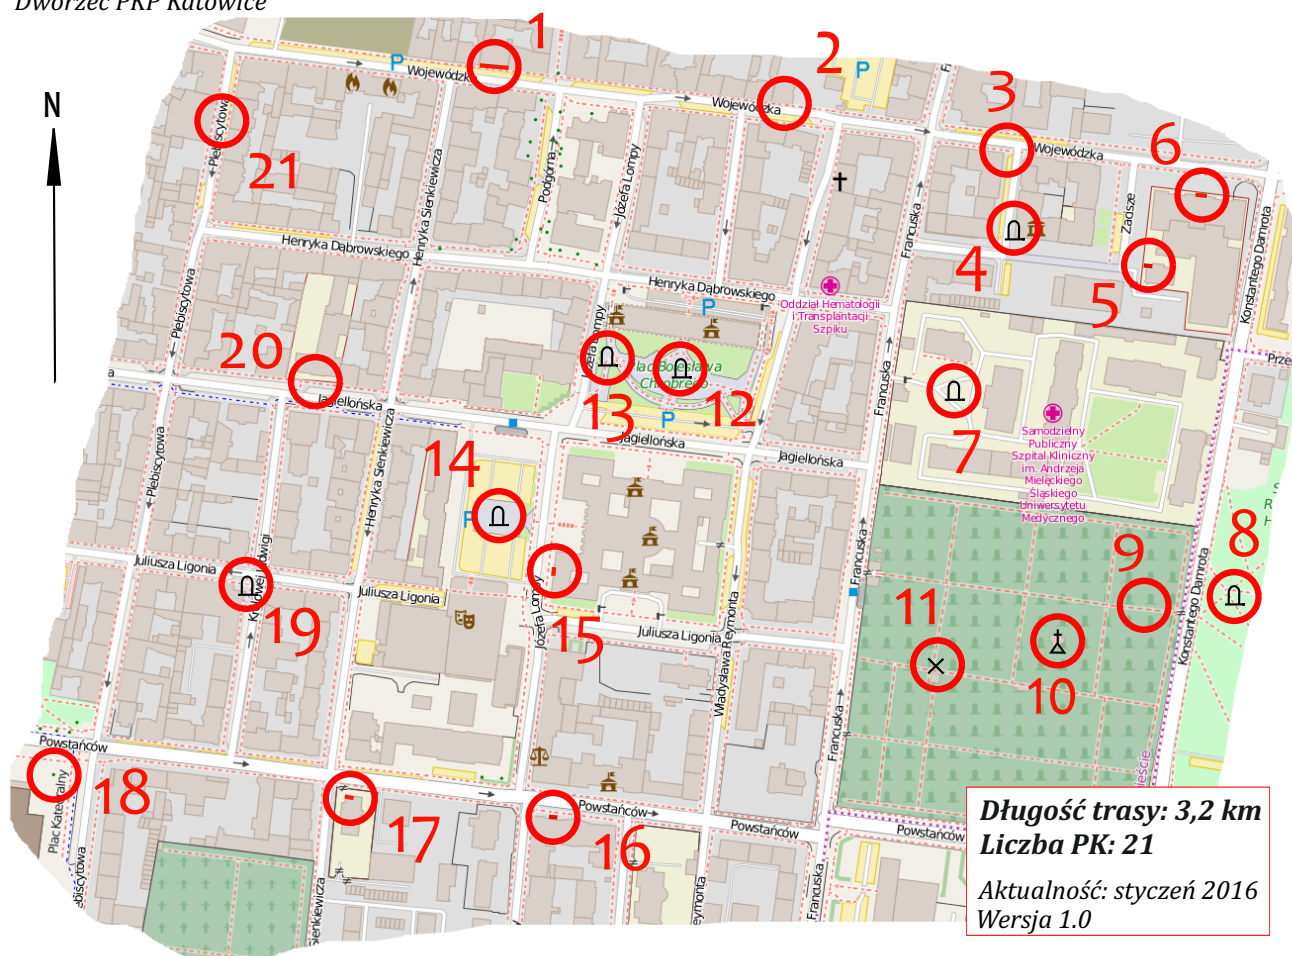 Dworzec PKP Katowice
1
2
3
P
P
Wojewódzka
Wojewódzka
Wojewódzka
6
N
Plebiscytowa
21
Henryka Sienkiewicza
Podgórna
Józefa Lompy
Francuska
Zacisze
Konstantego Damrota
4
5
Henryka Dąbrowskiego
Henryka Dąbrowskiego
Oddział Hematologii
i Transplantacji
Szpiku
P
Plebiscytowa
20
Plac Bolesława
Chrobrego
Francuska
Prze
13
12
P
7
Jagiellońska
Jagiellońska
Jagiellońska
Samodzielny
Publiczny
Szpital Kliniczny
im. Andrzeja
Mielęckiego
Śląskiego
Uniwersytetu
Medycznego
14
P
Plebiscytowa
Henryka Sienkiewicza
8
9
Juliusza Ligonia
Juliusza Ligonia
Juliusza Ligonia
Francuska
Konstantego Damrota
19
15
Józefa Lompy
Władysława Reymonta
11
10
Powstańców
Powstańców
Powstańców
Powstańców
Francuska
Plac Katedralny
18
17
16
Francuska
Długość trasy: 3,2 km
Liczba PK: 21
Aktualność: styczeń 2016
Wersja 1.0